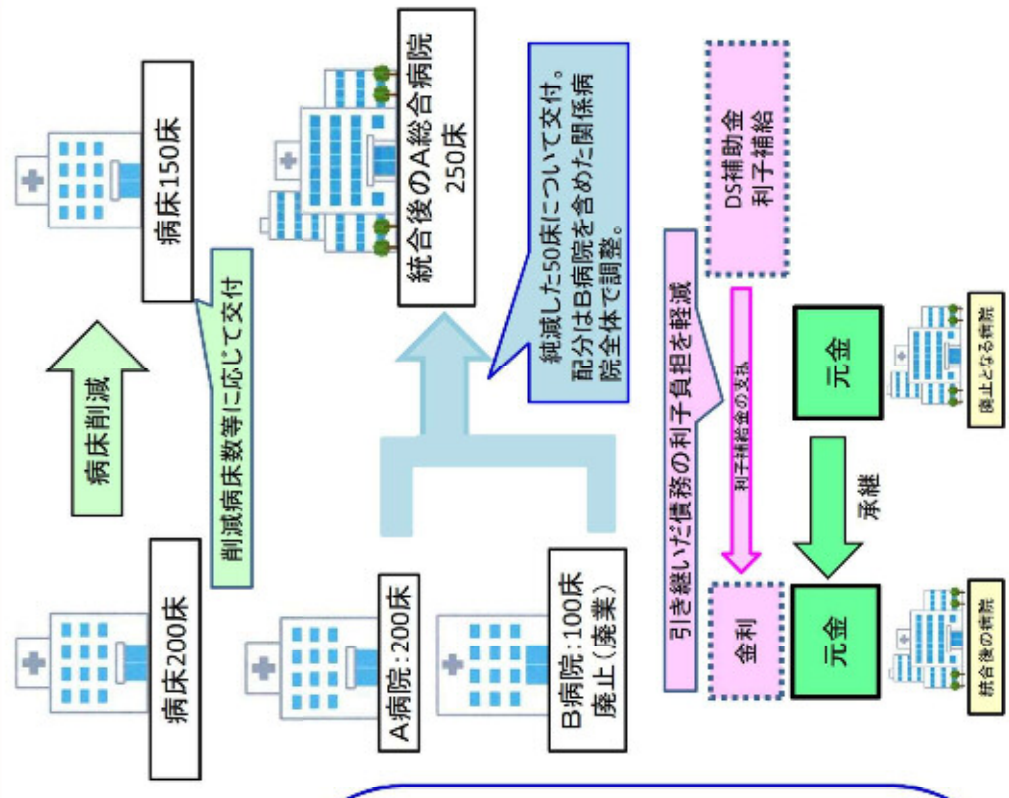 病床200床
病床削減
病床150床
削減病床数等に応じて交付
A病院:200床
B病院:100床
廃止(廃業)
統合後のA総合病院
250床
純減した50床について交付。
配分はB病院を含めた関係病
院全体で調整。
引き継いだ債務の利子負担を軽減
金利
利子補給金の支払
DS補助金
利子補給
元金
承継
元金
統合後の病院
廃止となる病院